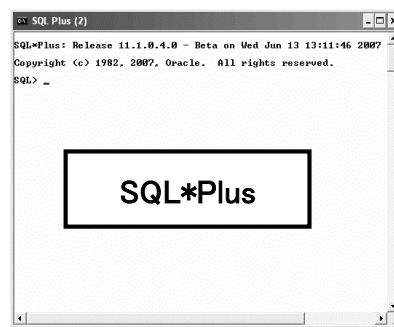 SQL Plus (2)
SQL*Plus: Release 11.1.0.4.0 - Beta on Wed Jun 13 13:11:46 2007
Copyright (c) 1982, 2007, Oracle.  All rights reserved.
SQL> _
SQL*Plus